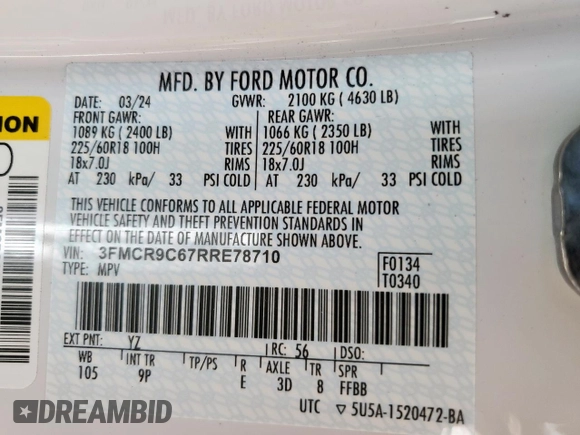 MFD. BY FORD MOTOR CO.
DATE: 03/24 GVWR: 2100 KG ( 4630 LB)
FRONT GAWR: REAR GAWR:
1089 KG ( 2400 LB) WITH 1066 KG ( 2350 LB) WITH
225/60R18 100H TIRES 225/60R18 100H TIRES
18x7.0J RIMS 18x7.0J RIMS
AT 230 kPa/ 33 PSI COLD AT 230 kPa/ 33 PSI COLD
THIS VEHICLE CONFORMS TO ALL APPLICABLE FEDERAL MOTOR
VEHICLE SAFETY AND THEFT PREVENTION STANDARDS IN
EFFECT ON THE DATE OF MANUFACTURE SHOWN ABOVE.
VIN: 3FMCR9C67RRE78710
TYPE: MPV
F0134
T0340
EXT PNT: YZ RC: 56 DSO:
WB INT TR TP/PS R AXLE TR SPR
105 9P E 3D 8 FFBB
UTC ▽ 5U5A-1520472-BA
DREAMBID